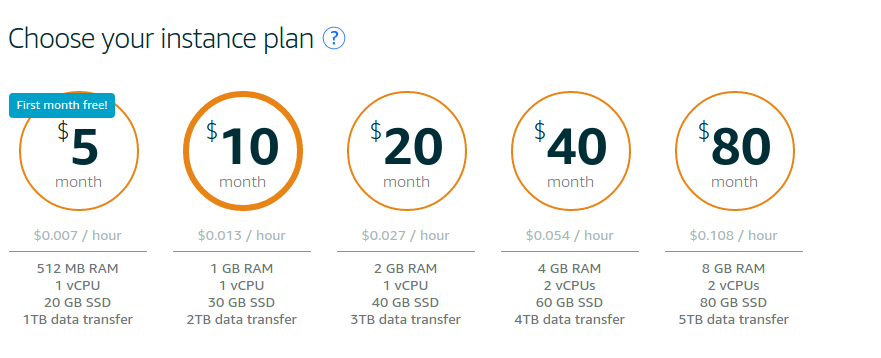 Choose your instance plan ?
First month free!
$5
month
$0.007 / hour
512 MB RAM
1 vCPU
20 GB SSD
1TB data transfer
$10
month
$0.013 / hour
1 GB RAM
1 vCPU
30 GB SSD
2TB data transfer
$20
month
$0.027 / hour
2 GB RAM
1 vCPU
40 GB SSD
3TB data transfer
$40
month
$0.054 / hour
4 GB RAM
2 vCPUs
60 GB SSD
4TB data transfer
$80
month
$0.108 / hour
8 GB RAM
2 vCPUs
80 GB SSD
5TB data transfer